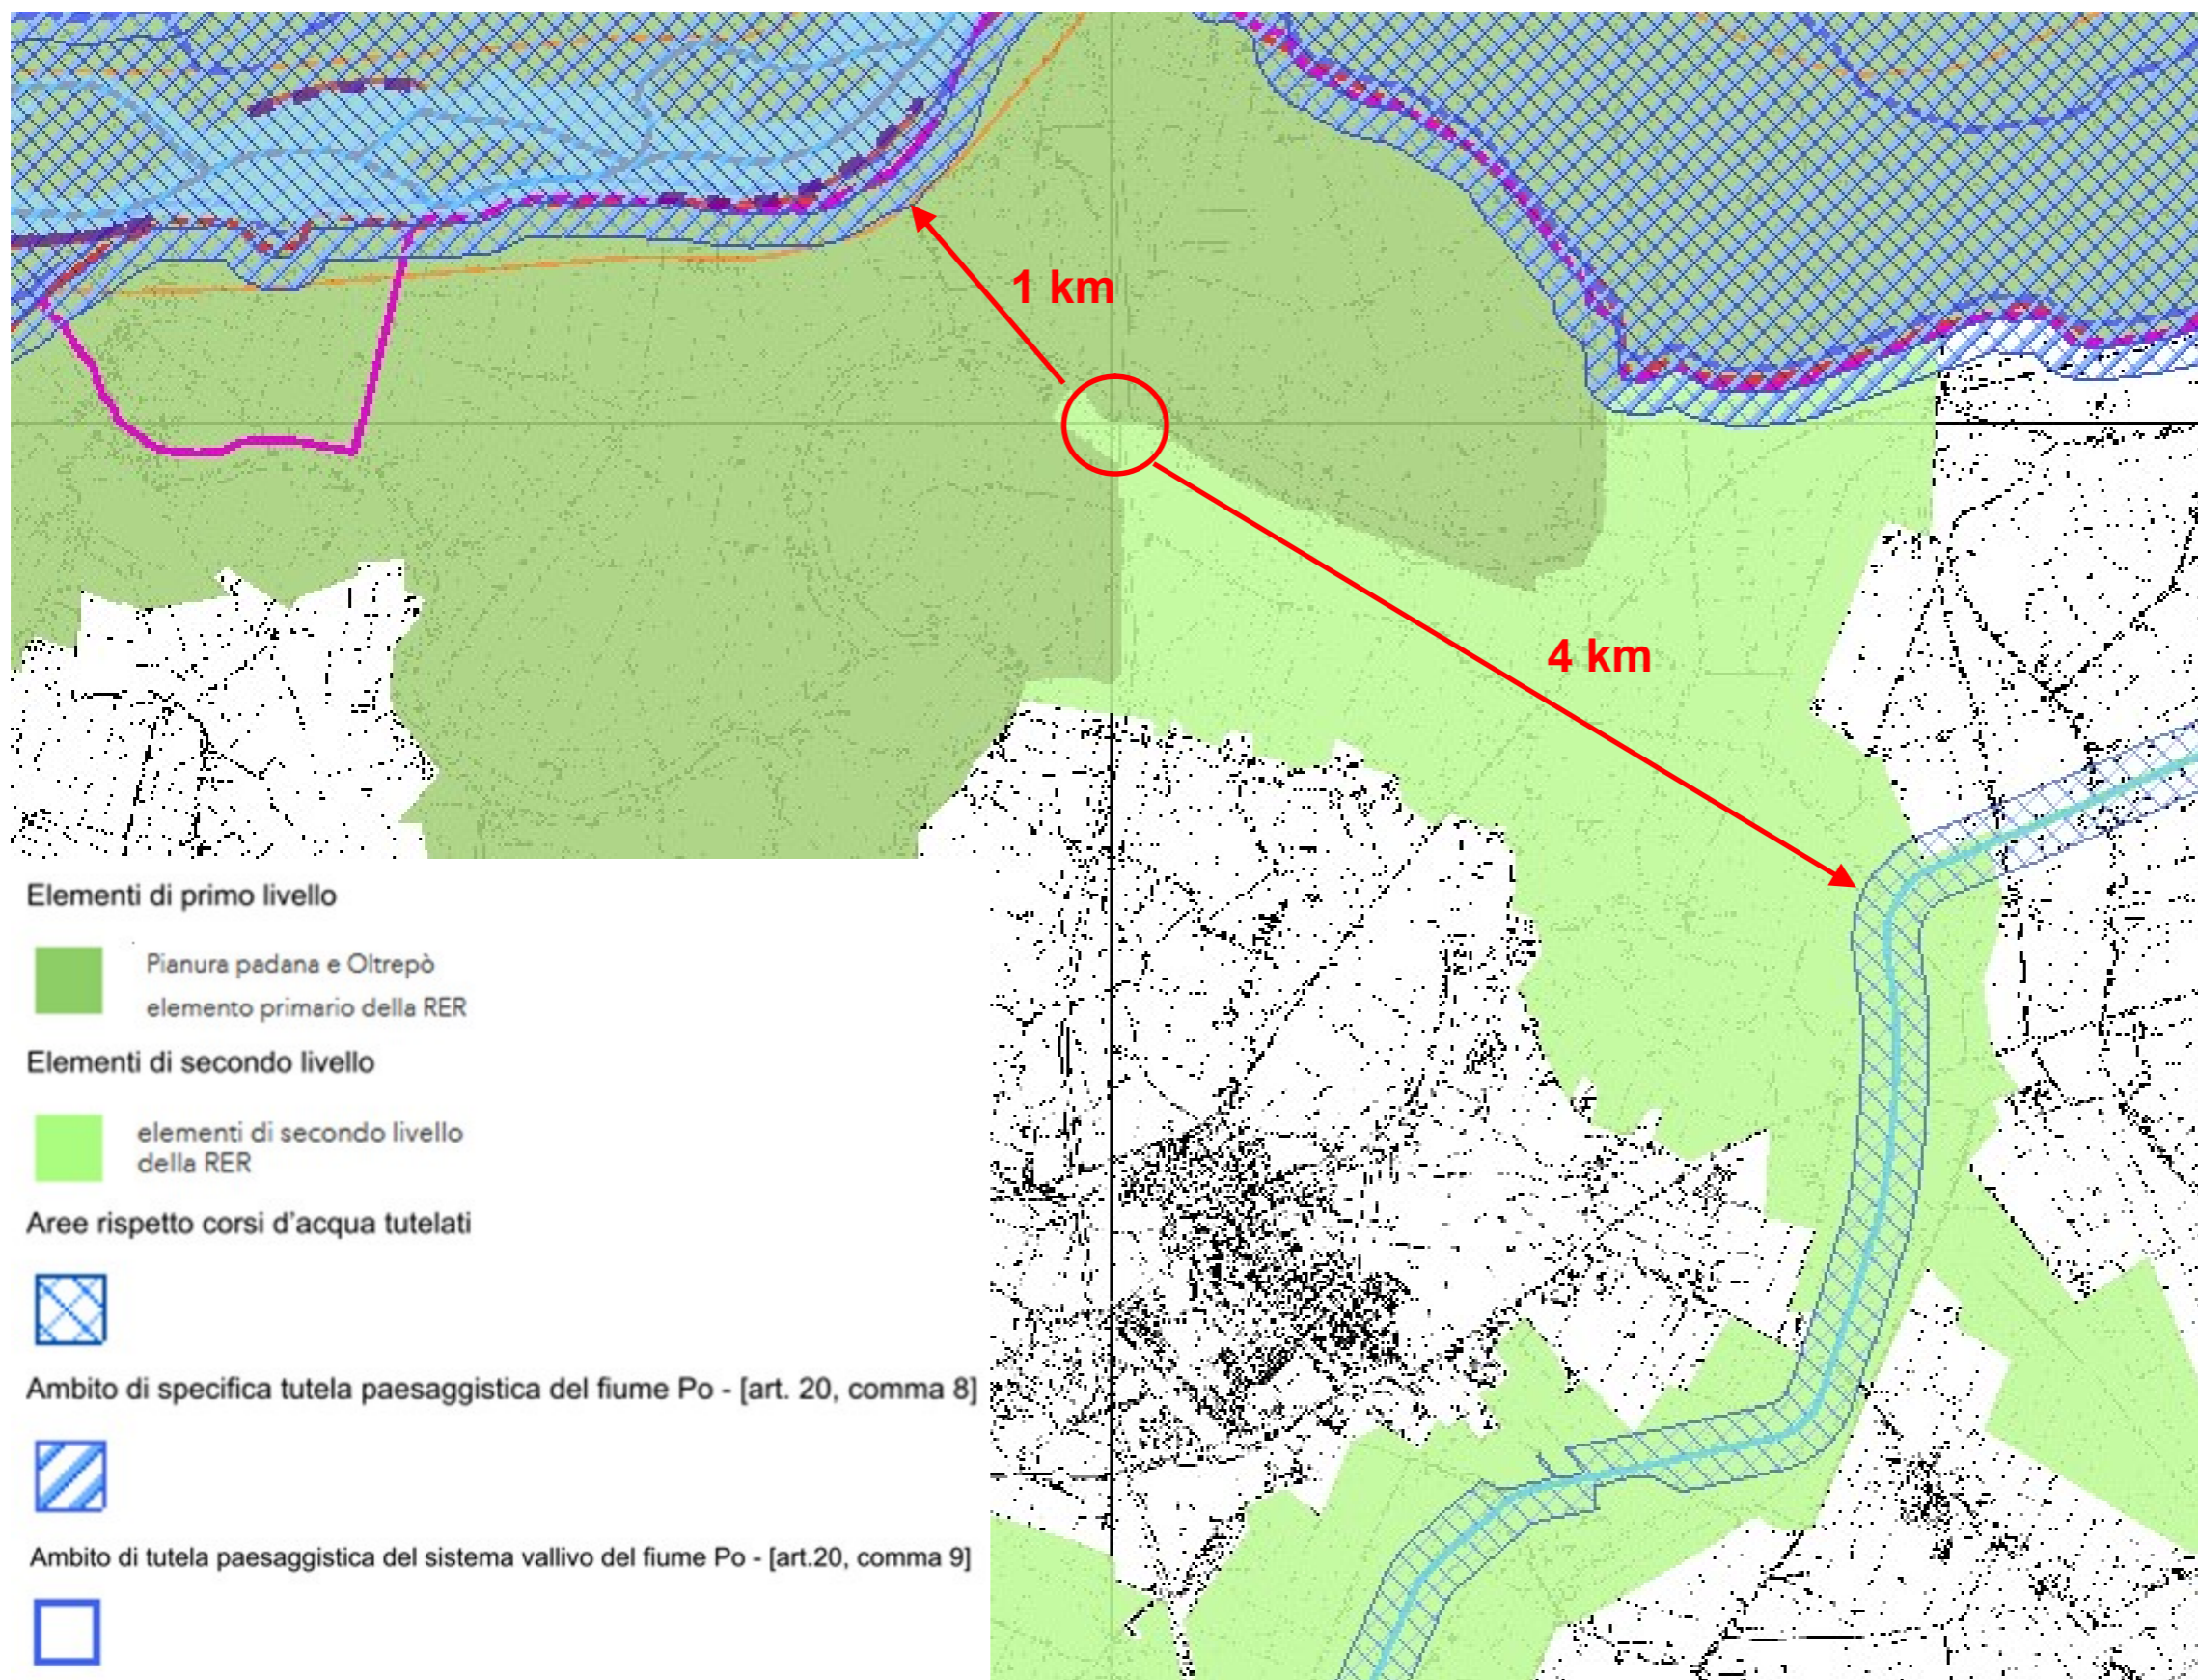 1 km
4 km
Elementi di primo livello
Pianura padana e Oltrepò
elemento primario della RER
Elementi di secondo livello
elementi di secondo livello
della RER
Aree rispetto corsi d'acqua tutelati
Ambito di specifica tutela paesaggistica del fiume Po - [art. 20, comma 8]
Ambito di tutela paesaggistica del sistema vallivo del fiume Po - [art.20, comma 9]